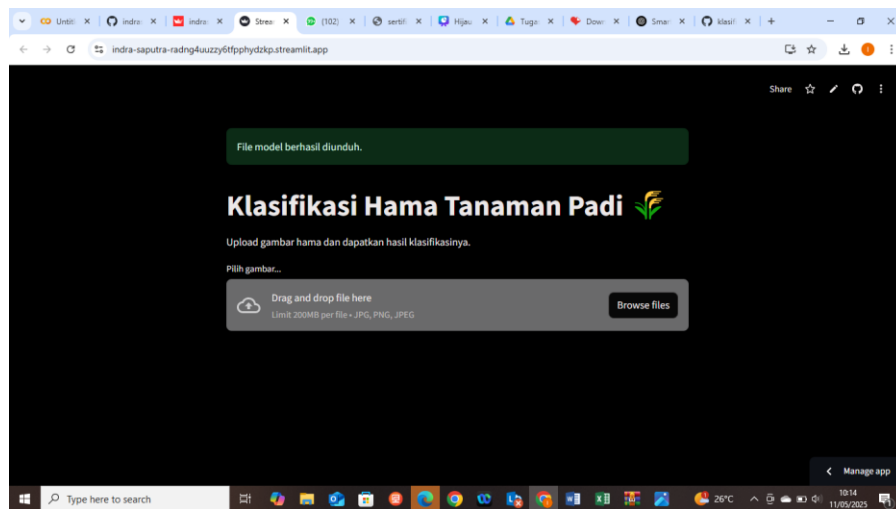 Untit
indra
indra
Strea
(102)
sertifi
Hijau
Tuga
Down
Smar
klasifi
indra-saputra-radng4uuzzy6tfpphydzkp.streamlit.app
Share
File model berhasil diunduh.
Klasifikasi Hama Tanaman Padi
Upload gambar hama dan dapatkan hasil klasifikasinya.
Pilih gambar...
Drag and drop file here
Limit 200MB per file • JPG, PNG, JPEG
Browse files
Manage app
Type here to search
26°C
10:14
11/05/2025